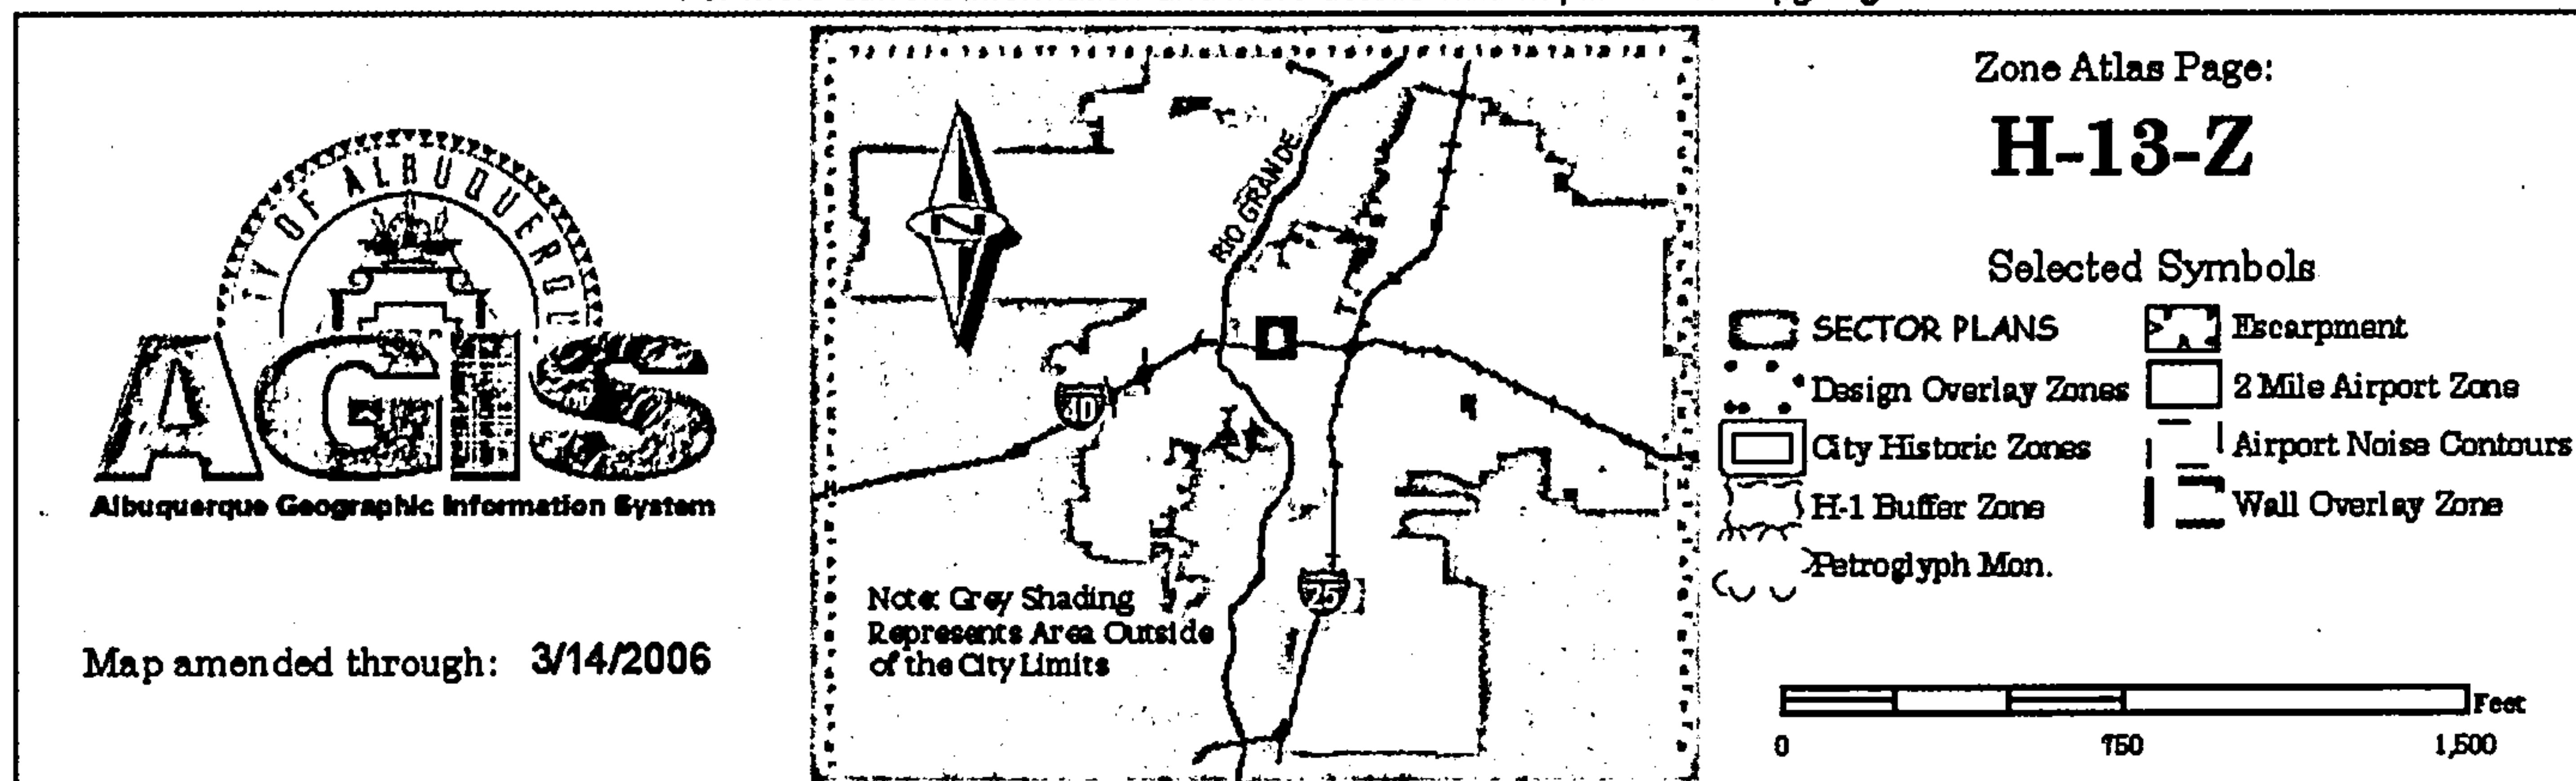 CITY OF ALBUQUERQUE
AGIS
Albuquerque Geographic Information System
Map amended through: 3/14/2006
N
RIO GRANDE
40
25
Note: Grey Shading
Represents Area Outside
of the City Limits
Zone Atlas Page:
H-13-Z
Selected Symbols
SECTOR PLANS
Design Overlay Zones
City Historic Zones
H-1 Buffer Zone
Petroglyph Mon.
Escarpment
2 Mile Airport Zone
Airport Noise Contours
Wall Overlay Zone
Feet
0 750 1,500